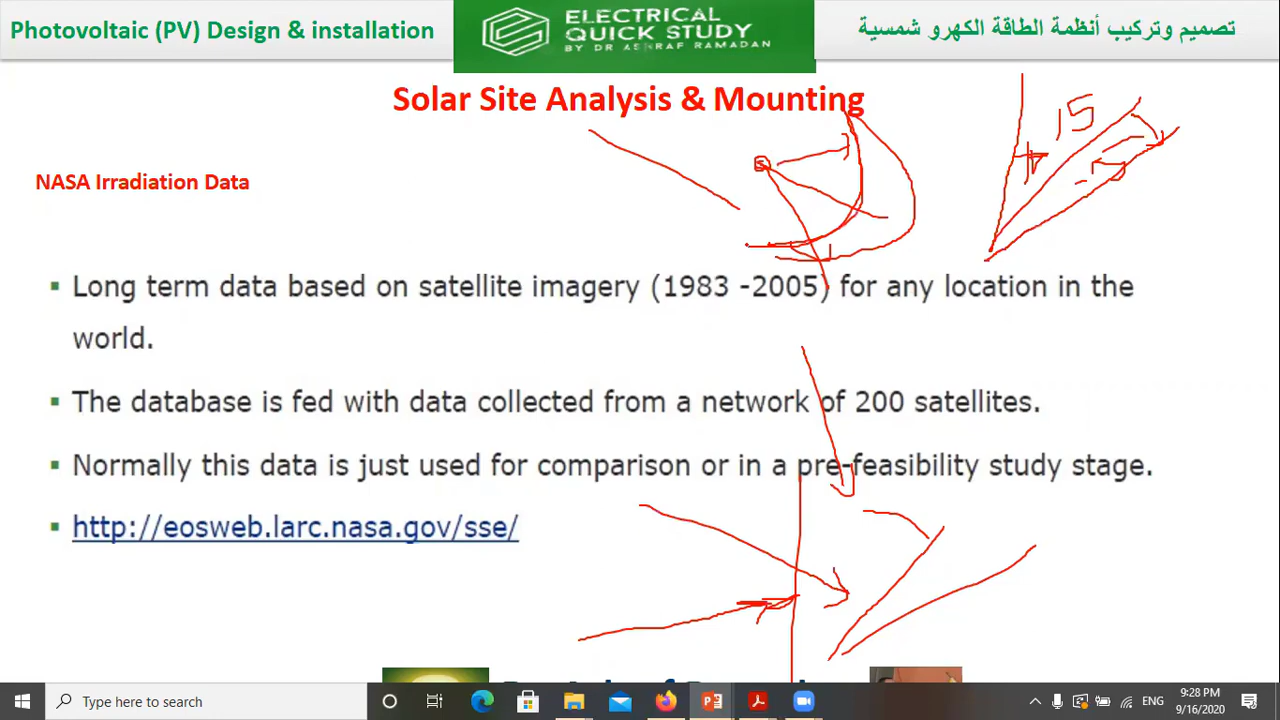 Photovoltaic (PV) Design & installation
ELECTRICAL
QUICK STUDY
BY DR ASHRAF RAMADAN
تصميم وتركيب أنظمة الطاقة الكهرو شمسية
Solar Site Analysis & Mounting
15
NASA Irradiation Data
▪ Long term data based on satellite imagery (1983 -2005) for any location in the
world.
▪ The database is fed with data collected from a network of 200 satellites.
▪ Normally this data is just used for comparison or in a pre-feasibility study stage.
▪ http://eosweb.larc.nasa.gov/sse/
Type here to search
ENG
9:28 PM
9/16/2020